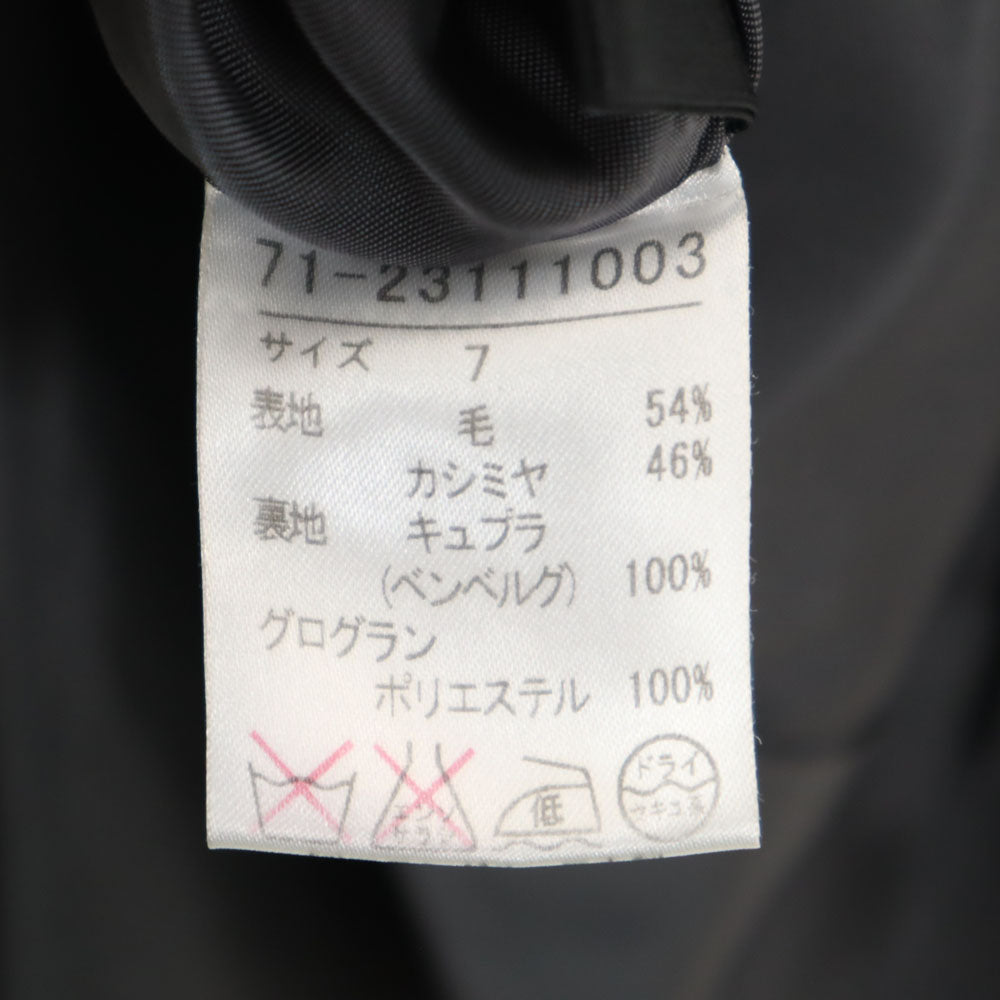 71-23111003
サイズ 7
表地 毛 54%
カシミヤ 46%
裏地 キュプラ
(ベンベルグ) 100%
グログラン
ポリエステル 100%
低 ドライ